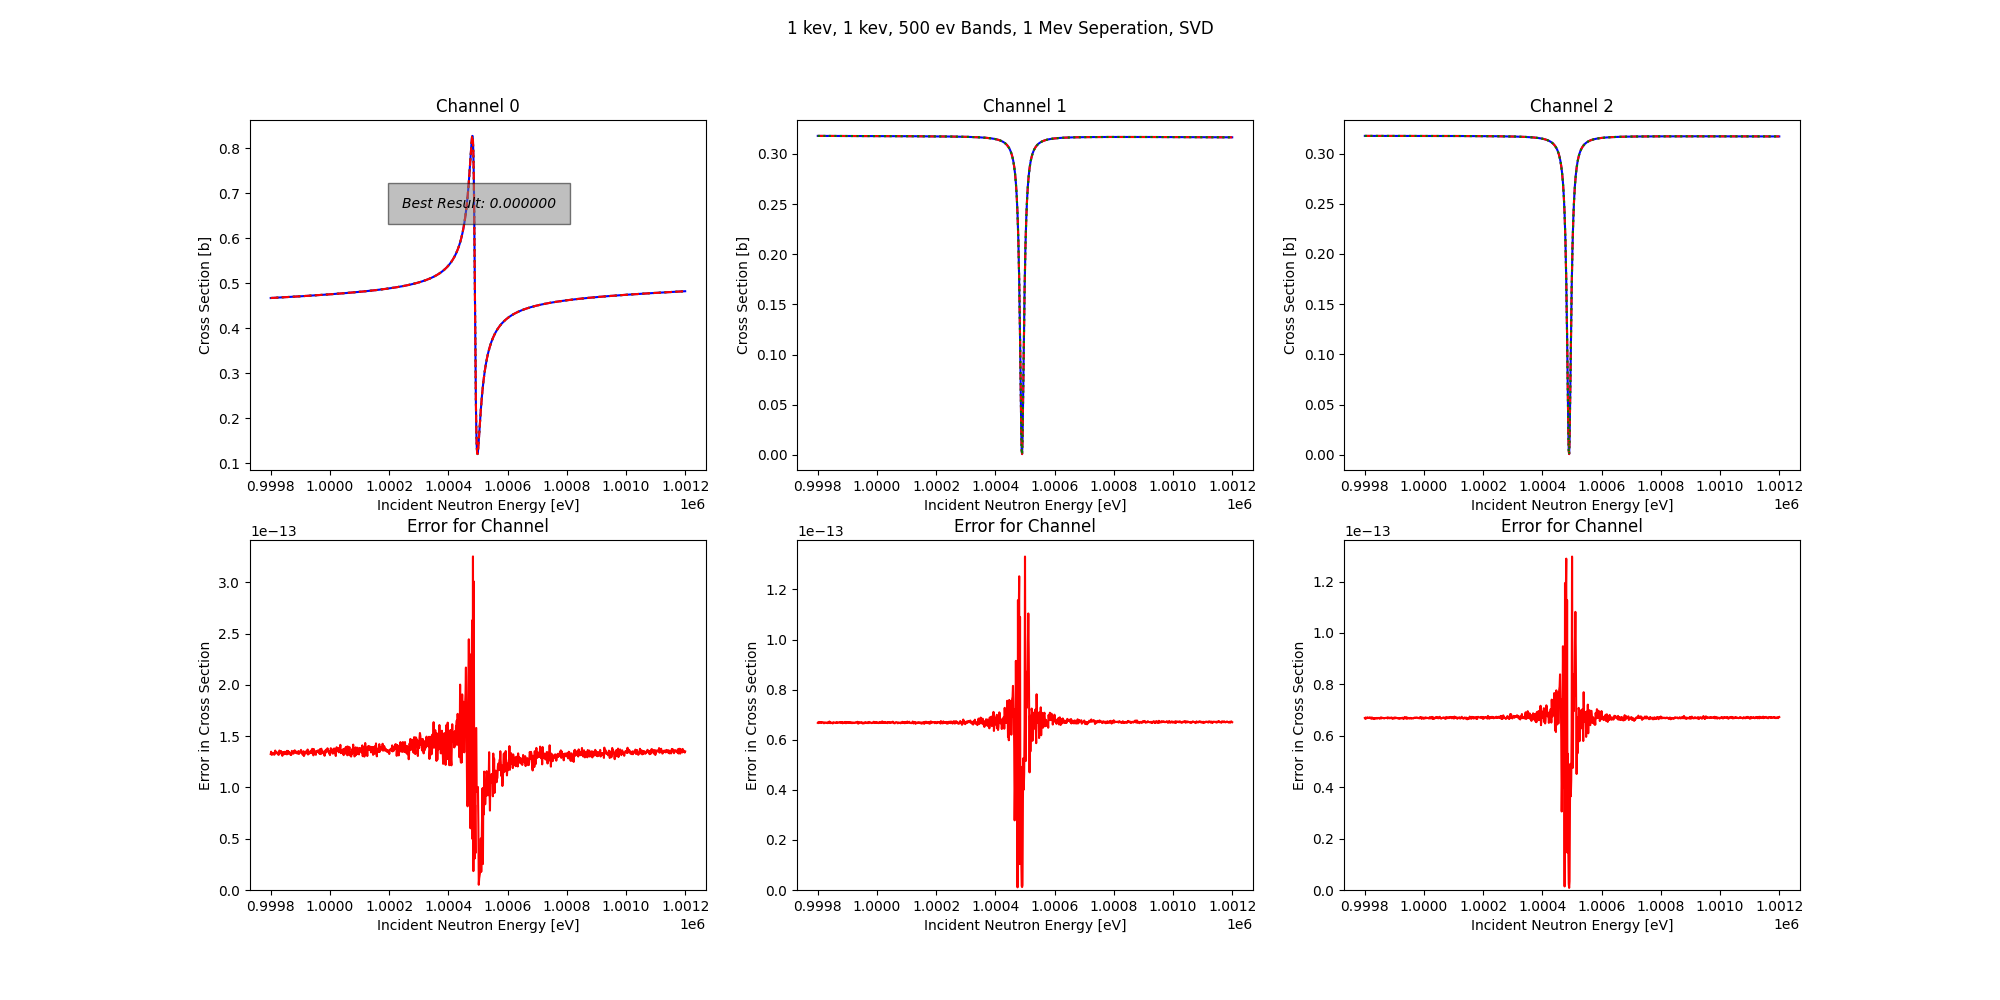 1 kev, 1 kev, 500 ev Bands, 1 Mev Seperation, SVD
Channel 0
Cross Section [b]
0.8
0.7
0.6
0.5
0.4
0.3
0.2
0.1
Best Result: 0.000000
0.9998 1.0000 1.0002 1.0004 1.0006 1.0008 1.0010 1.0012
Incident Neutron Energy [eV]
1e6
Channel 1
Cross Section [b]
0.30
0.25
0.20
0.15
0.10
0.05
0.00
0.9998 1.0000 1.0002 1.0004 1.0006 1.0008 1.0010 1.0012
Incident Neutron Energy [eV]
1e6
Channel 2
Cross Section [b]
0.30
0.25
0.20
0.15
0.10
0.05
0.00
0.9998 1.0000 1.0002 1.0004 1.0006 1.0008 1.0010 1.0012
Incident Neutron Energy [eV]
1e6
Error for Channel
1e−13
Error in Cross Section
3.0
2.5
2.0
1.5
1.0
0.5
0.0
0.9998 1.0000 1.0002 1.0004 1.0006 1.0008 1.0010 1.0012
Incident Neutron Energy [eV]
1e6
Error for Channel
1e−13
Error in Cross Section
1.2
1.0
0.8
0.6
0.4
0.2
0.0
0.9998 1.0000 1.0002 1.0004 1.0006 1.0008 1.0010 1.0012
Incident Neutron Energy [eV]
1e6
Error for Channel
1e−13
Error in Cross Section
1.2
1.0
0.8
0.6
0.4
0.2
0.0
0.9998 1.0000 1.0002 1.0004 1.0006 1.0008 1.0010 1.0012
Incident Neutron Energy [eV]
1e6